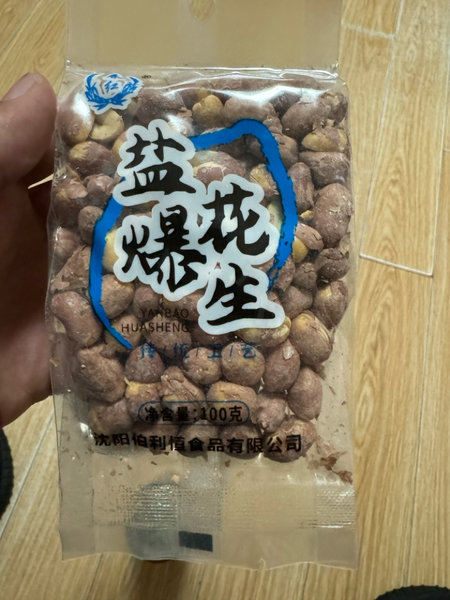 红
盐爆
花生
YANBAO
HUASHENG
传/统/工/艺
净含量:100克
沈阳伯利恒食品有限公司